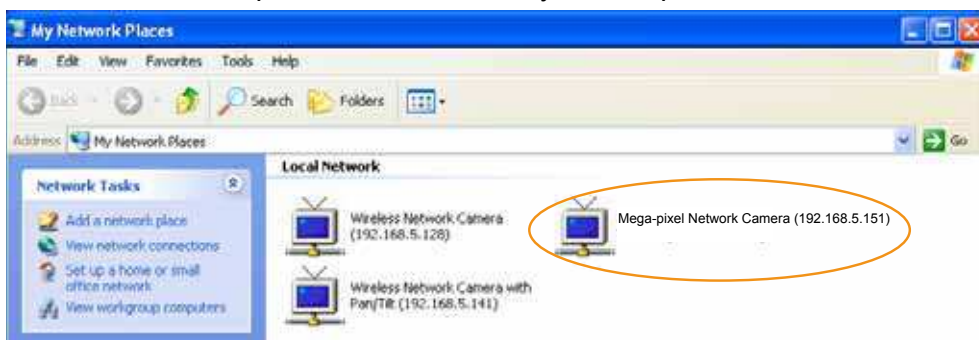 My Network Places
File Edit View Favorites Tools Help
Back Search Folders
Address My Network Places Go
Local Network
Network Tasks
Add a network place
View network connections
Set up a home or small
office network
View workgroup computers
Wireless Network Camera
(192.168.5.128)
Mega-pixel Network Camera (192.168.5.151)
Wireless Network Camera with
Pan/Tilt (192.168.5.141)